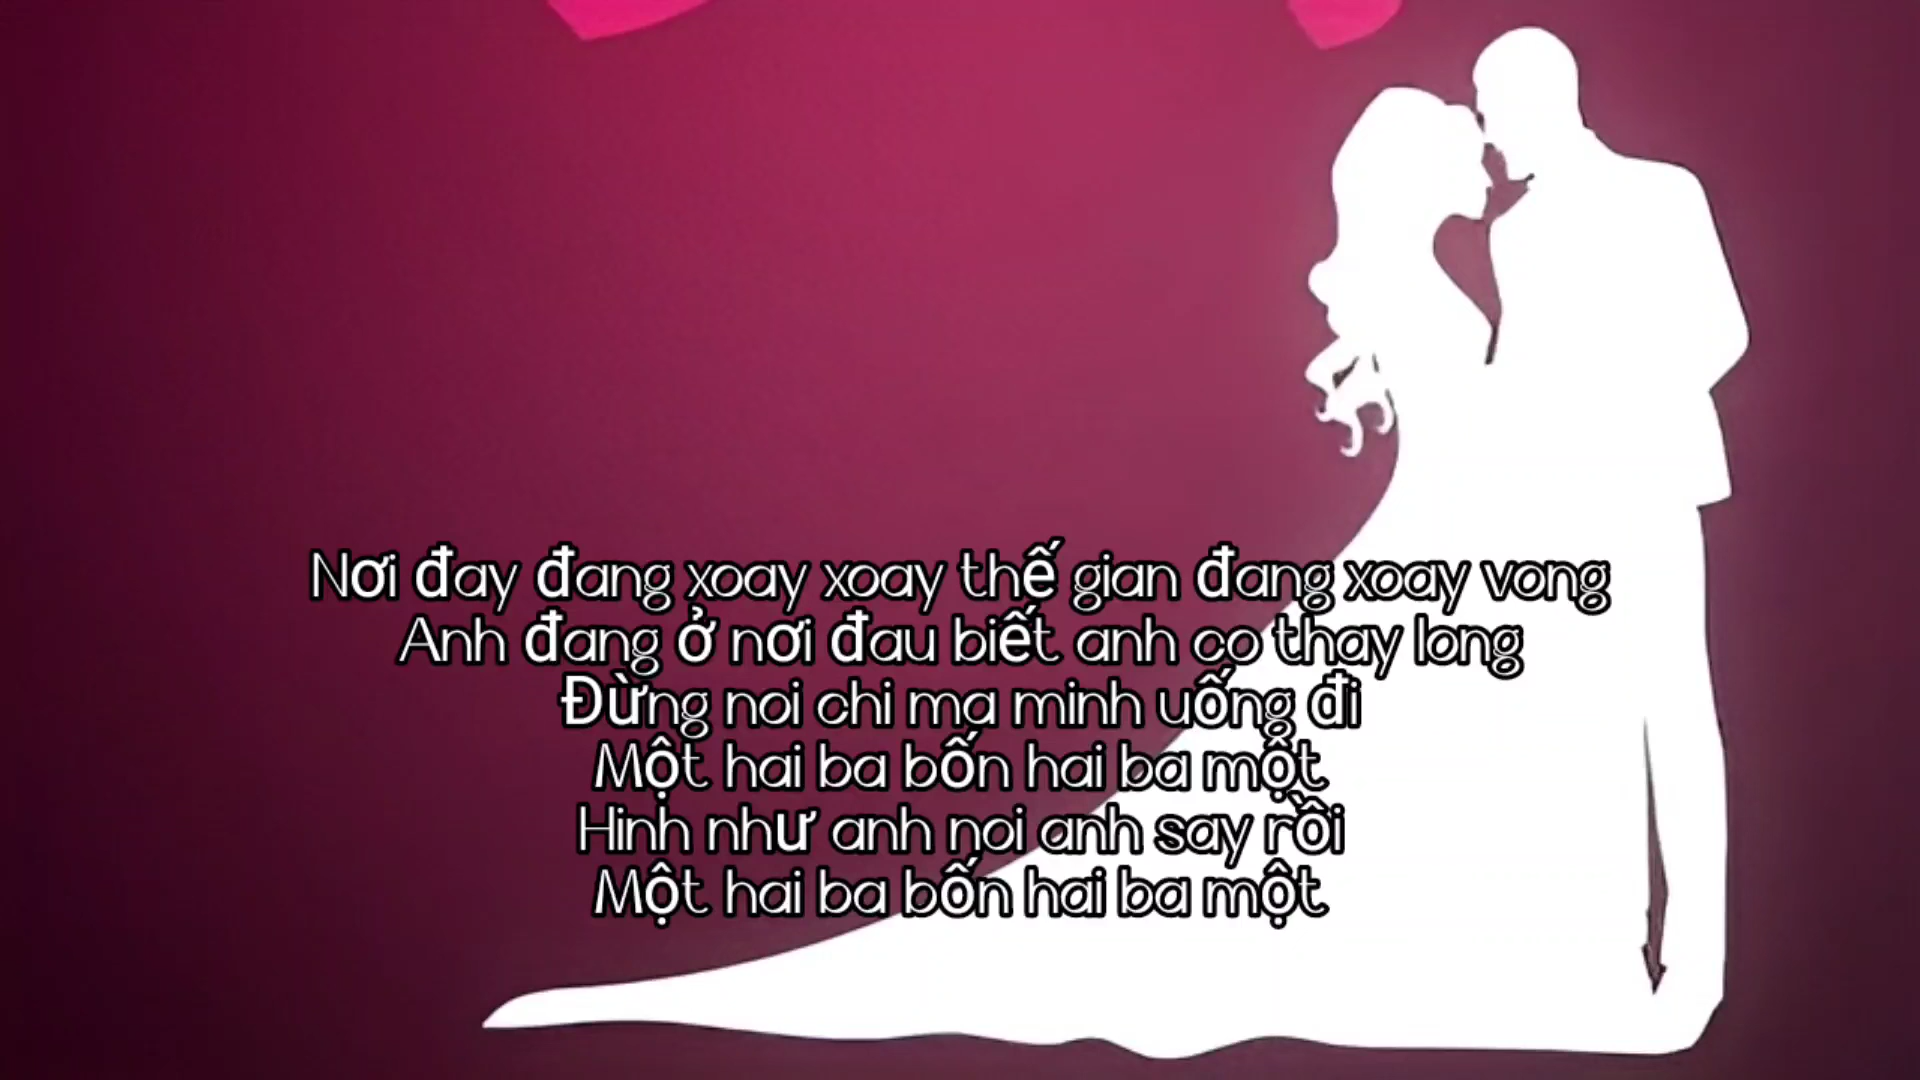 Nơi đay đang xoay xoay thế gian đang xoay vong
Anh đang ở nơi đau biết anh co thay long
Đừng noi chi ma minh uống đi
Một hai ba bốn hai ba một
Hinh như anh noi anh say rồi
Một hai ba bốn hai ba một